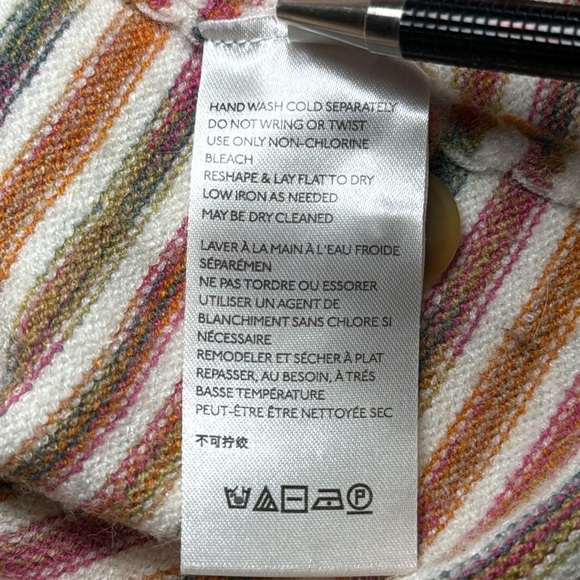 HAND WASH COLD SEPARATELY
DO NOT WRING OR TWIST
USE ONLY NON-CHLORINE
BLEACH
RESHAPE & LAY FLAT TO DRY
LOW IRON AS NEEDED
MAY BE DRY CLEANED
LAVER À LA MAIN À L'EAU FROIDE
SÉPARÉMEN
NE PAS TORDRE OU ESSORER
UTILISER UN AGENT DE
BLANCHIMENT SANS CHLORE SI
NÉCESSAIRE
REMODELER ET SÉCHER À PLAT
REPASSER, AU BESOIN, À TRÉS
BASSE TEMPÉRATURE
PEUT-ÊTRE ÊTRE NETTOYÉE SEC
不可拧绞
P